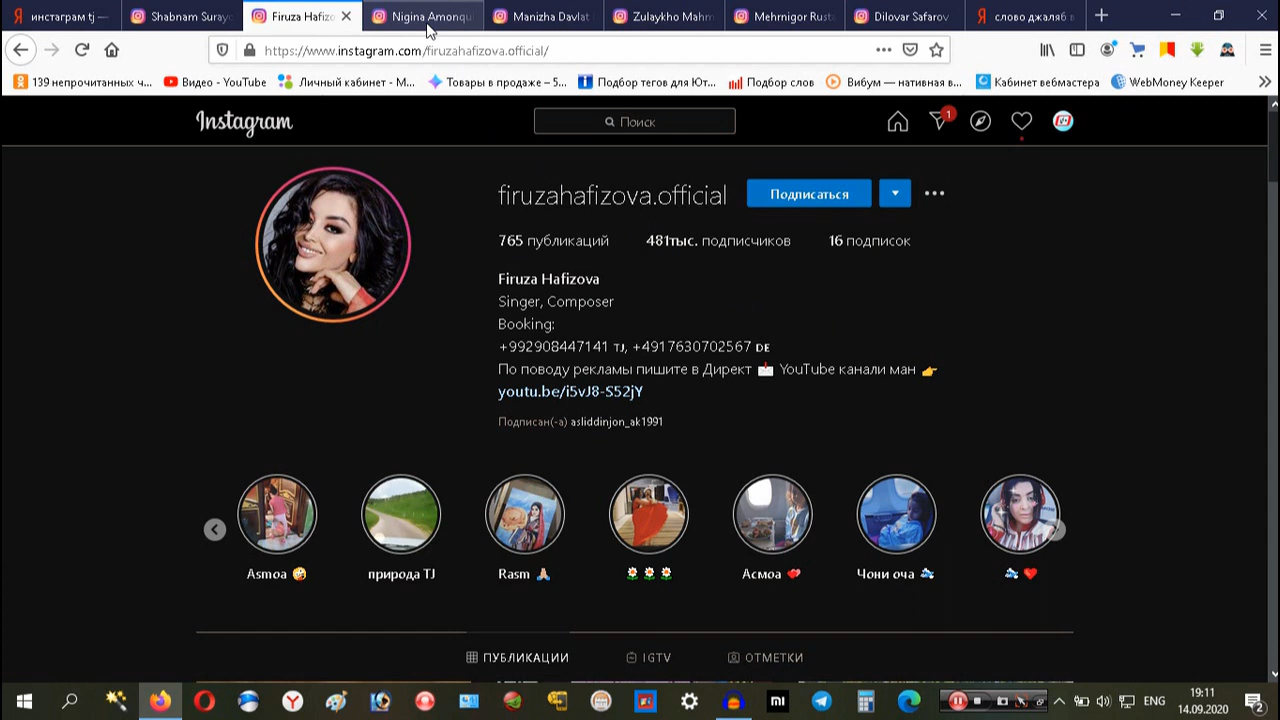 инстаграм tj —
Shabnam Surayo
Firuza Hafizo
Nigina Amonqu
Manizha Davlat
Zulaykho Mahm
Mehrnigor Rust
Dilovar Safarov
слово джаляб в
https://www.instagram.com/firuzahafizova.official/
139 непрочитанных ч...
Видео - YouTube
Личный кабинет - М...
Товары в продаже – 5...
Подбор тегов для Ют...
Подбор слов
Вибум — нативная в...
Кабинет вебмастера
WebMoney Keeper
Instagram
Поиск
1
firuzahafizova.official
Подписаться
765 публикаций 481тыс. подписчиков 16 подписок
Firuza Hafizova
Singer, Composer
Booking:
+992908447141 TJ, +4917630702567 DE
По поводу рекламы пишите в Директ 📩 YouTube канали ман 👉
youtu.be/i5vJ8-S52jY
Подписан(-а) asliddinjon_ak1991
Asmoa 🤪
природа TJ
Rasm 🙏🏼
🌼🌼🌼
Асмоа 💕
Чони оча 💦
💦❤️
ПУБЛИКАЦИИ
IGTV
ОТМЕТКИ
ENG
19:11
14.09.2020
2